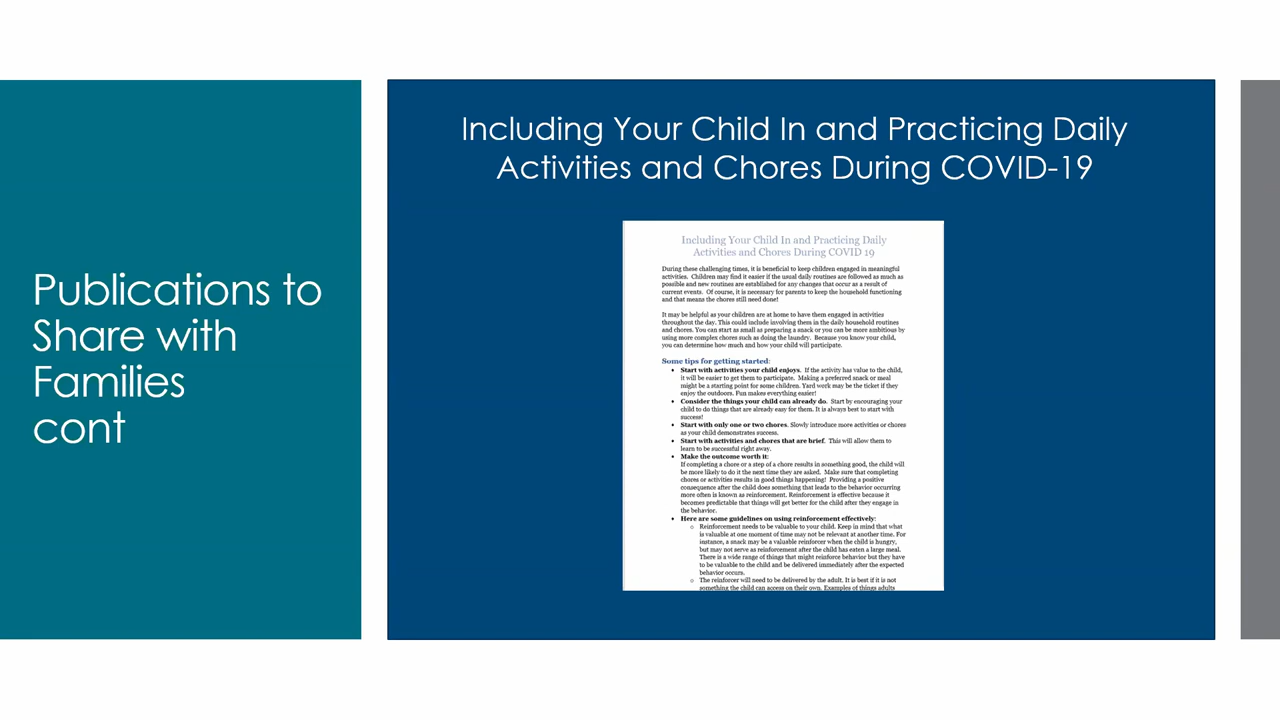 Publications to
Share with
Families
cont
Including Your Child In and Practicing Daily
Activities and Chores During COVID-19
Including Your Child In and Practicing Daily
Activities and Chores During COVID 19
During these challenging times, it is beneficial to keep children engaged in meaningful
activities. Children may find it easier if the usual daily routines are followed as much as
possible and new routines are established for any changes that occur as a result of
current events. Of course, it is necessary for parents to keep the household functioning
and that means the chores still need done!
It may be helpful as your children are at home to have them engaged in activities
throughout the day. This could include involving them in the daily household routines
and chores. You can start as small as preparing a snack or you can be more ambitious by
using more complex chores such as doing the laundry. Because you know your child,
you can determine how much and how your child will participate.
Some tips for getting started:
• Start with activities your child enjoys. If the activity has value to the child,
it will be easier to get them to participate. Making a preferred snack or meal
might be a starting point for some children. Yard work may be the ticket if they
enjoy the outdoors. Fun makes everything easier!
• Consider the things your child can already do. Start by encouraging your
child to do things that are already easy for them. It is always best to start with
success!
• Start with only one or two chores. Slowly introduce more activities or chores
as your child demonstrates success.
• Start with activities and chores that are brief. This will allow them to
learn to be successful right away.
• Make the outcome worth it:
If completing a chore or a step of a chore results in something good, the child will
be more likely to do it the next time they are asked. Make sure that completing
chores or activities results in good things happening! Providing a positive
consequence after the child does something that leads to the behavior occurring
more often is known as reinforcement. Reinforcement is effective because it
becomes predictable that things will get better for the child after they engage in
the behavior.
• Here are some guidelines on using reinforcement effectively:
o Reinforcement needs to be valuable to your child. Keep in mind that what
is valuable at one moment of time may not be relevant at another time. For
instance, a snack may be a valuable reinforcer when the child is hungry,
but may not serve as reinforcement after the child has eaten a large meal.
There is a wide range of things that might reinforce behavior but they have
to be valuable to the child and be delivered immediately after the expected
behavior occurs.
o The reinforcer will need to be delivered by the adult. It is best if it is not
something the child can access on their own. Examples of things adults